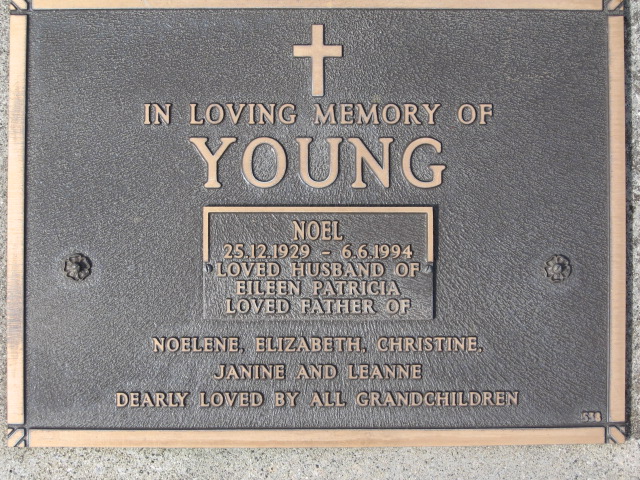 IN LOVING MEMORY OF
YOUNG
NOEL
25.12.1929 - 6.6.1994
LOVED HUSBAND OF
EILEEN PATRICIA
LOVED FATHER OF
NOELENE, ELIZABETH, CHRISTINE,
JANINE AND LEANNE
DEARLY LOVED BY ALL GRANDCHILDREN